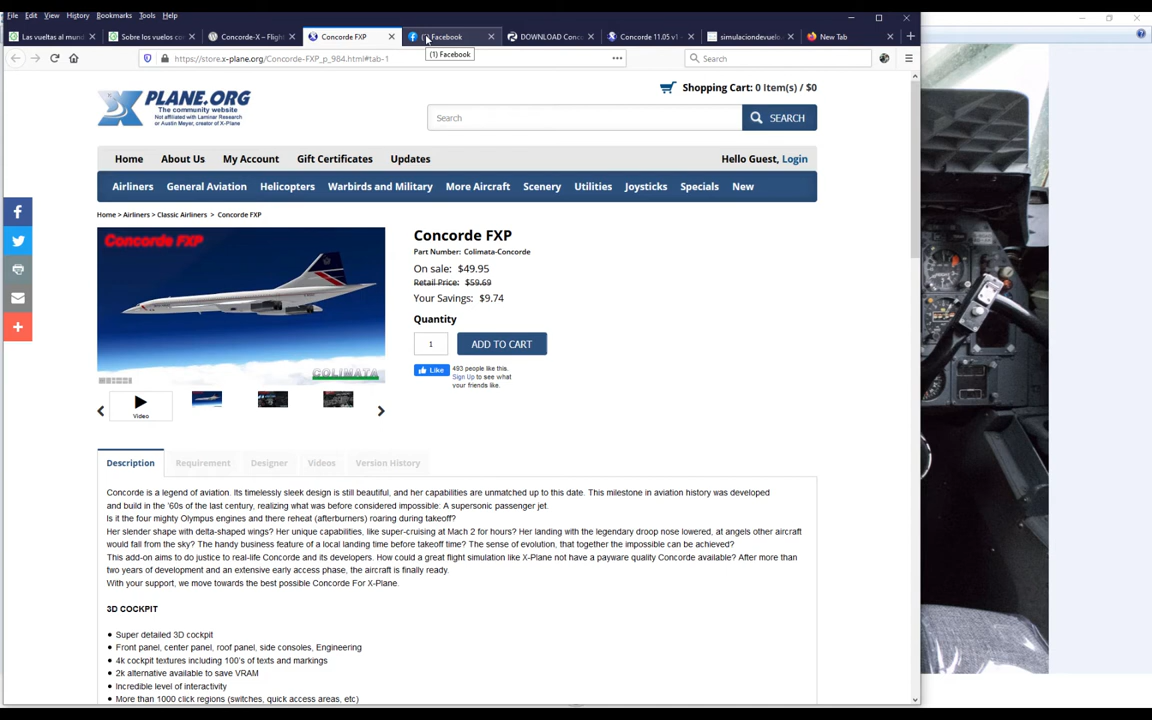 File Edit View History Bookmarks Tools Help
Las vueltas al mund
Sobre los vuelos co
Concorde-X – Flight
Concorde FXP
(1) Facebook
DOWNLOAD Conco
Concorde 11.05 v1
simulaciondevuelo.
New Tab
https://store.x-plane.org/Concorde-FXP_p_984.html#tab-1
Search
(1) Facebook
X PLANE.ORG
The community website
Not affiliated with Laminar Research
or Austin Meyer, creator of X-Plane
Shopping Cart: 0 Item(s) / $0
Search
SEARCH
Home About Us My Account Gift Certificates Updates
Hello Guest, Login
Airliners General Aviation Helicopters Warbirds and Military More Aircraft Scenery Utilities Joysticks Specials New
Home > Airliners > Classic Airliners > Concorde FXP
Concorde FXP
COLIMATA
Video
Concorde FXP
Part Number: Colimata-Concorde
On sale: $49.95
Retail Price: $59.69
Your Savings: $9.74
Quantity
1
ADD TO CART
Like
493 people like this.
Sign Up to see what
your friends like.
Description Requirement Designer Videos Version History
Concorde is a legend of aviation. Its timelessly sleek design is still beautiful, and her capabilities are unmatched up to this date. This milestone in aviation history was developed
and build in the '60s of the last century, realizing what was before considered impossible: A supersonic passenger jet.
Is it the four mighty Olympus engines and there reheat (afterburners) roaring during takeoff?
Her slender shape with delta-shaped wings? Her unique capabilities, like super-cruising at Mach 2 for hours? Her landing with the legendary droop nose lowered, at angels other aircraft
would fall from the sky? The handy business feature of a local landing time before takeoff time? The sense of evolution, that together the impossible can be achieved?
This add-on aims to do justice to real-life Concorde and its developers. How could a great flight simulation like X-Plane not have a payware quality Concorde available? After more than
two years of development and an extensive early access phase, the aircraft is finally ready.
With your support, we move towards the best possible Concorde For X-Plane.
3D COCKPIT
● Super detailed 3D cockpit
● Front panel, center panel, roof panel, side consoles, Engineering
● 4k cockpit textures including 100's of texts and markings
● 2k alternative available to save VRAM
● Incredible level of interactivity
● More than 1000 click regions (switches, quick access areas, etc)